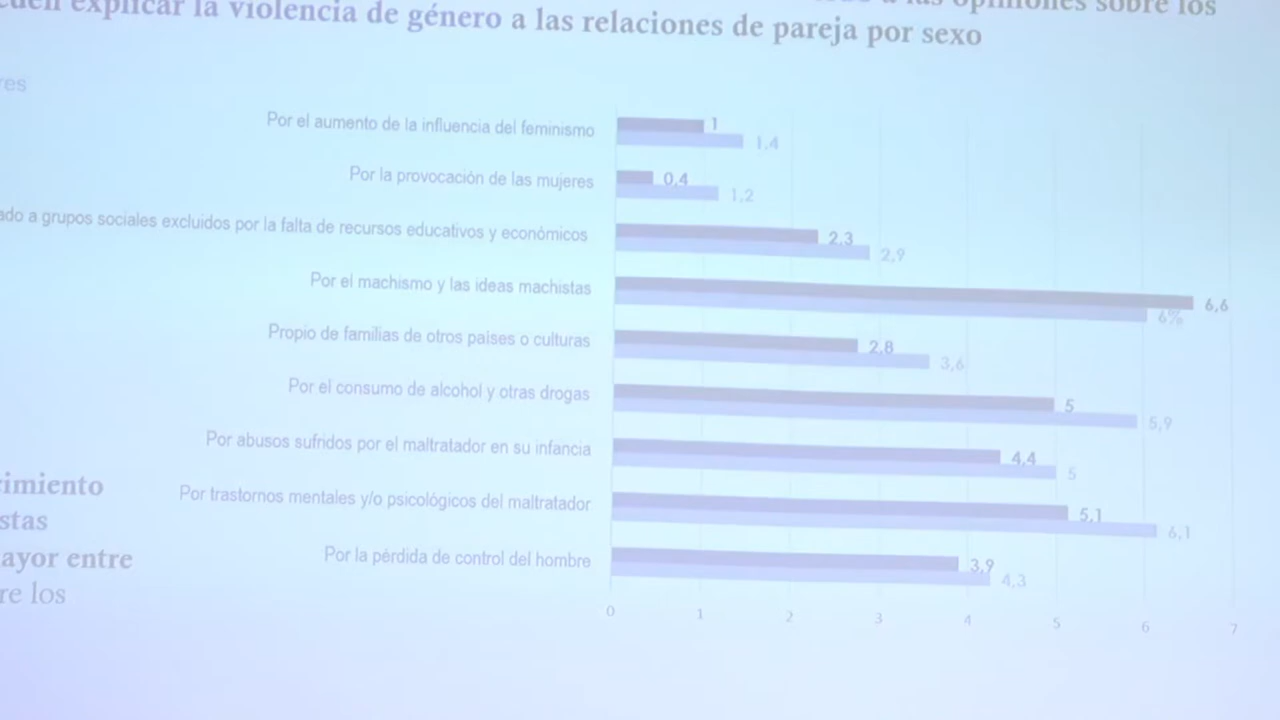 explicar la violencia de género a las relaciones de pareja por sexo
opiniones sobre los
res
Por el aumento de la influencia del feminismo
1
1,4
Por la provocación de las mujeres
0,4
1,2
ado a grupos sociales excluidos por la falta de recursos educativos y económicos
2,3
2,9
Por el machismo y las ideas machistas
6,6
6%
Propio de familias de otros países o culturas
2,8
3,6
Por el consumo de alcohol y otras drogas
5
5,9
Por abusos sufridos por el maltratador en su infancia
4,4
5
Por trastornos mentales y/o psicológicos del maltratador
5,1
6,1
Por la pérdida de control del hombre
3,9
4,3
0 1 2 3 4 5 6 7
cimiento
stas
ayor entre
re los